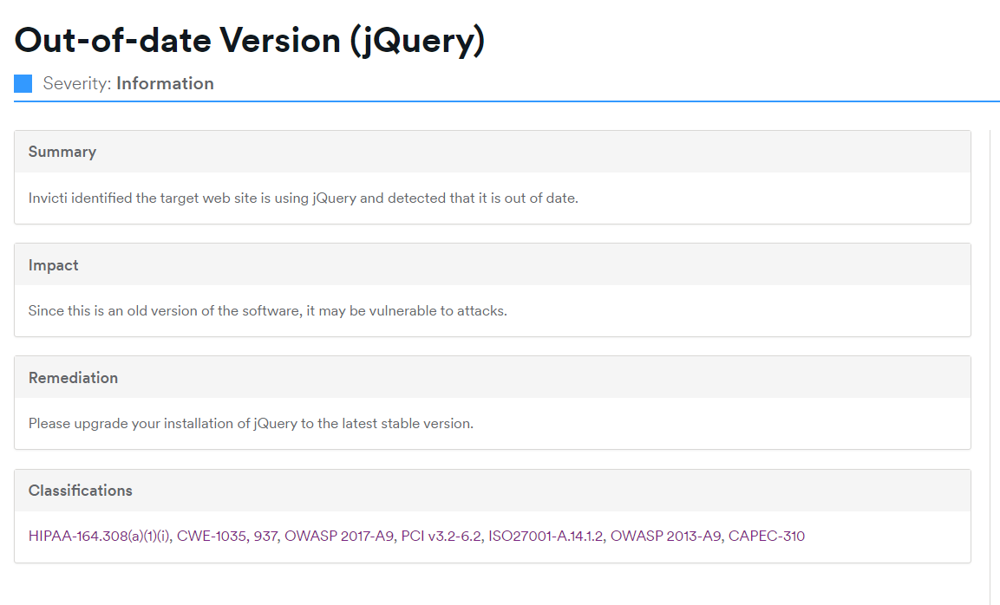 Out-of-date Version (jQuery)
Severity: Information
Summary
Invicti identified the target web site is using jQuery and detected that it is out of date.
Impact
Since this is an old version of the software, it may be vulnerable to attacks.
Remediation
Please upgrade your installation of jQuery to the latest stable version.
Classifications
HIPAA-164.308(a)(1)(i), CWE-1035, 937, OWASP 2017-A9, PCI v3.2-6.2, ISO27001-A.14.1.2, OWASP 2013-A9, CAPEC-310